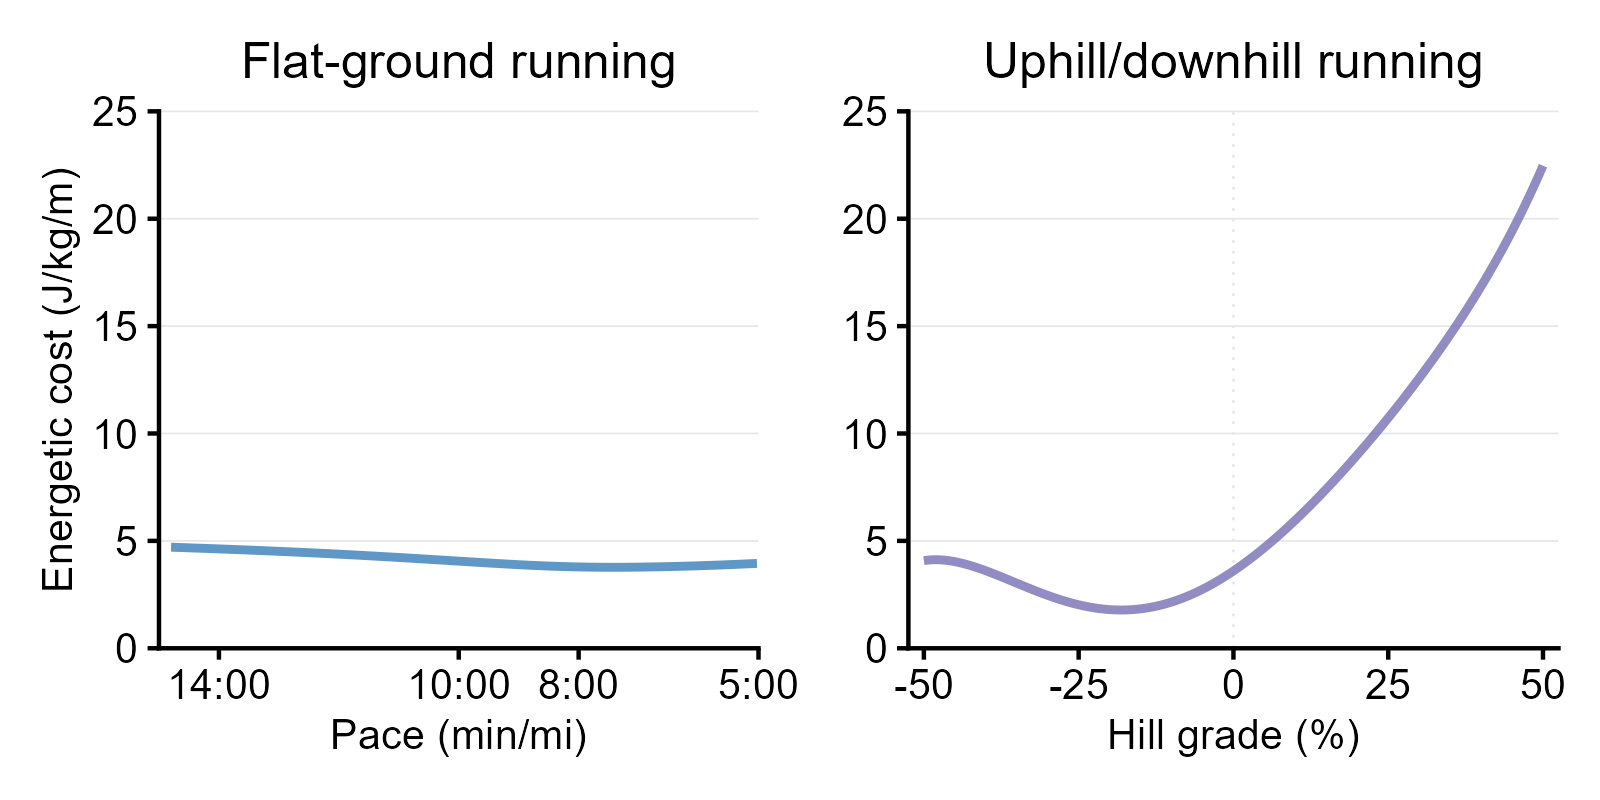 Flat-ground running
Energetic cost (J/kg/m)
25
20
15
10
5
0
14:00 10:00 8:00 5:00
Pace (min/mi)
Uphill/downhill running
25
20
15
10
5
0
-50 -25 0 25 50
Hill grade (%)